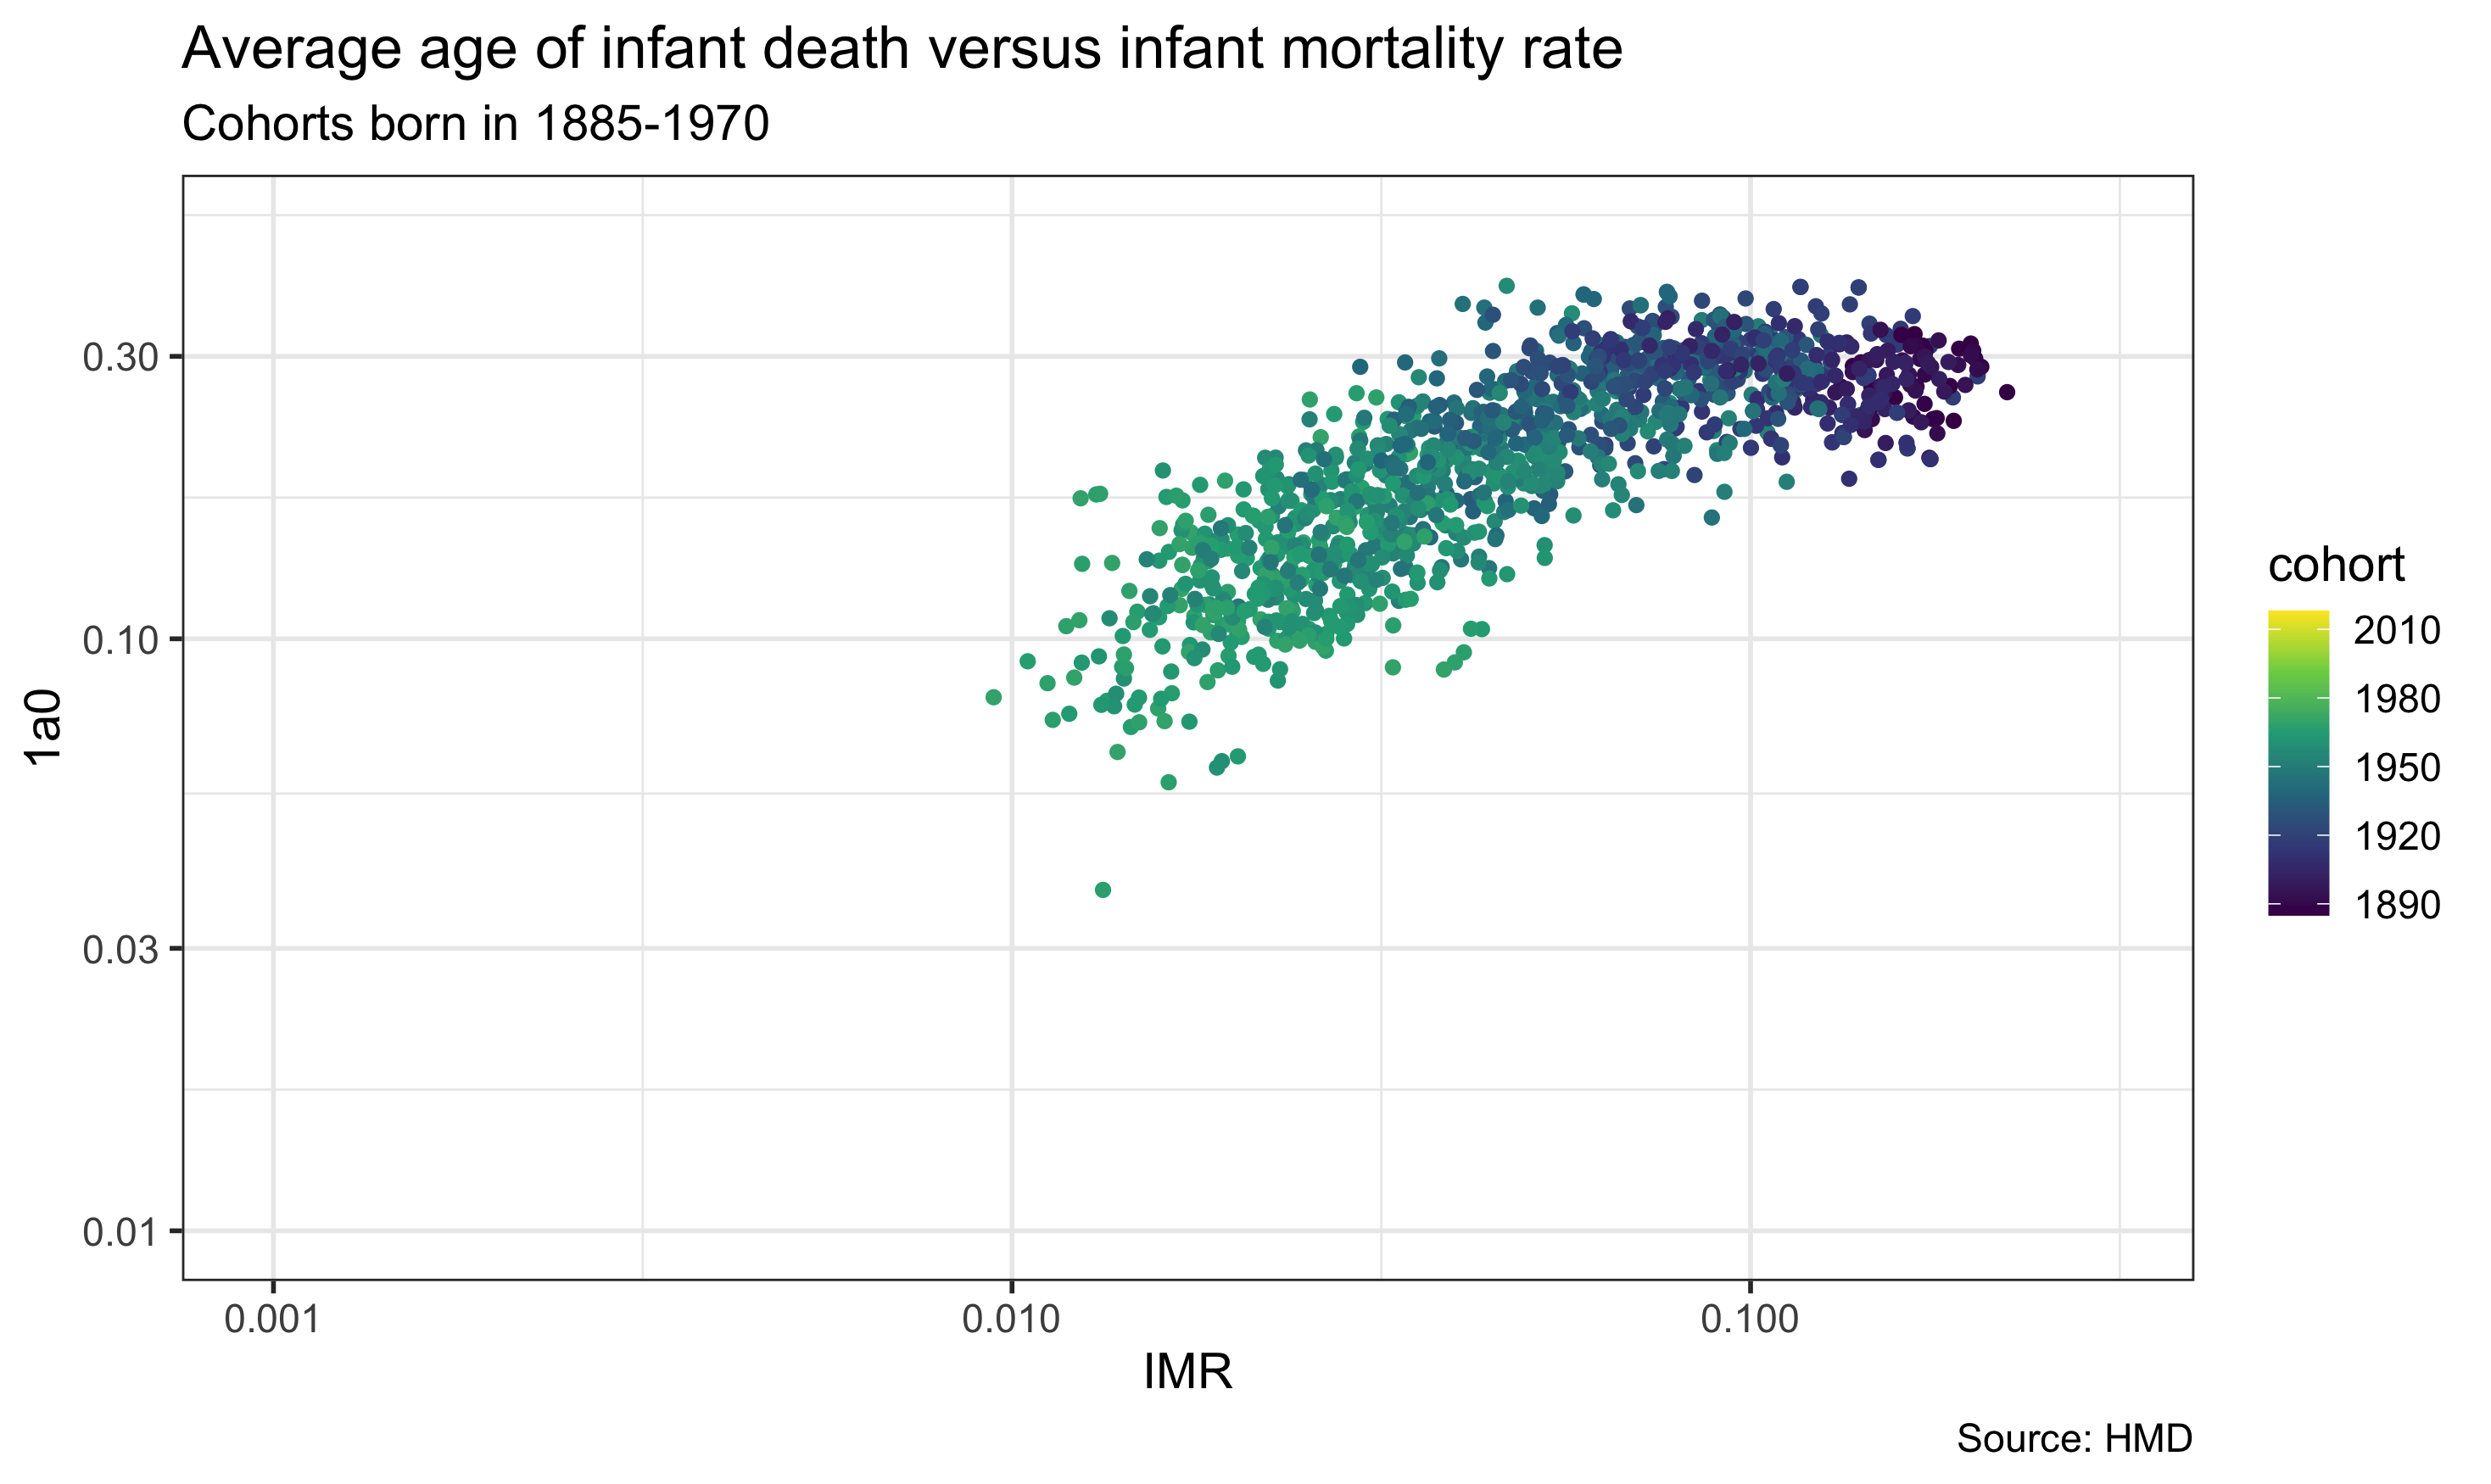 Average age of infant death versus infant mortality rate
Cohorts born in 1885-1970
0.30
0.10
0.03
0.01
1a0
0.001
0.010
0.100
IMR
cohort
2010
1980
1950
1920
1890
Source: HMD